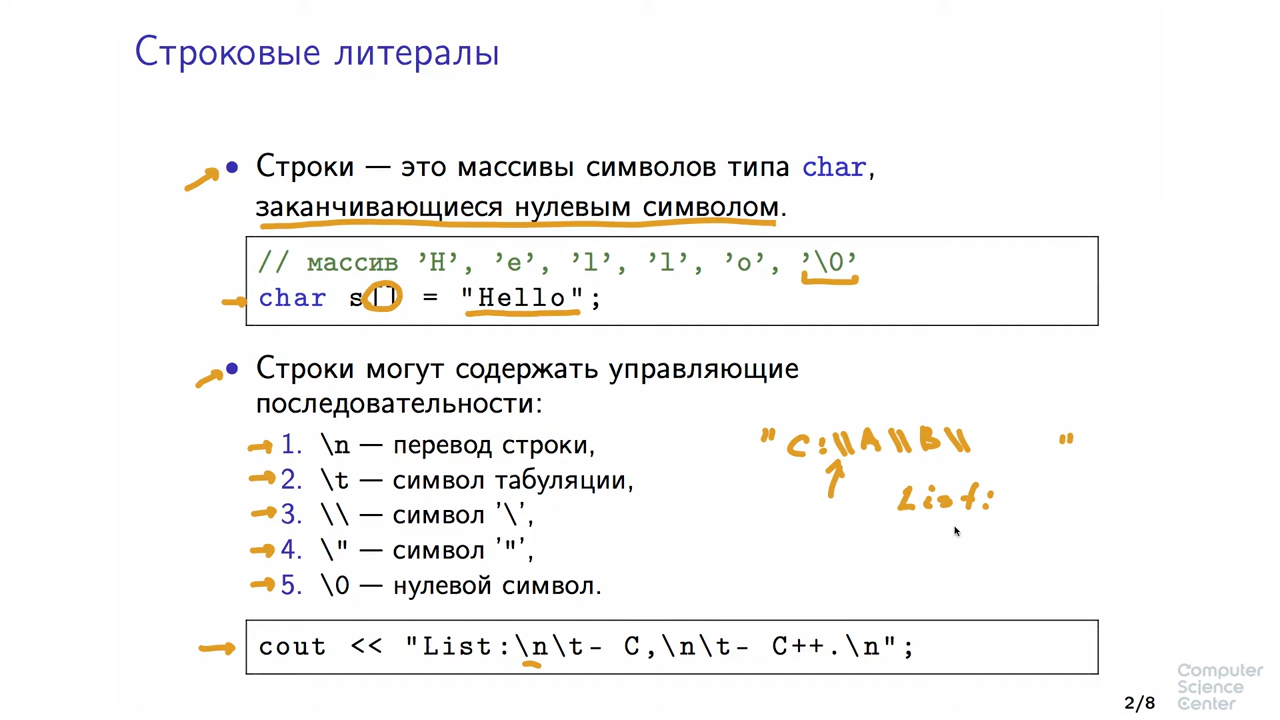 Строковые литералы
• Строки — это массивы символов типа char,
заканчивающиеся нулевым символом.
// массив ’H’, ’e’, ’l’, ’l’, ’o’, ’\0’
char s[] = "Hello";
• Строки могут содержать управляющие
последовательности:
1. \n — перевод строки,
2. \t — символ табуляции,
3. \\ — символ ’\’,
4. \" — символ ’"’,
5. \0 — нулевой символ.
"C:\\A\\B\\ "
List:
cout << "List:\n\t- C,\n\t- C++.\n";
Computer
Science
Center
2/8